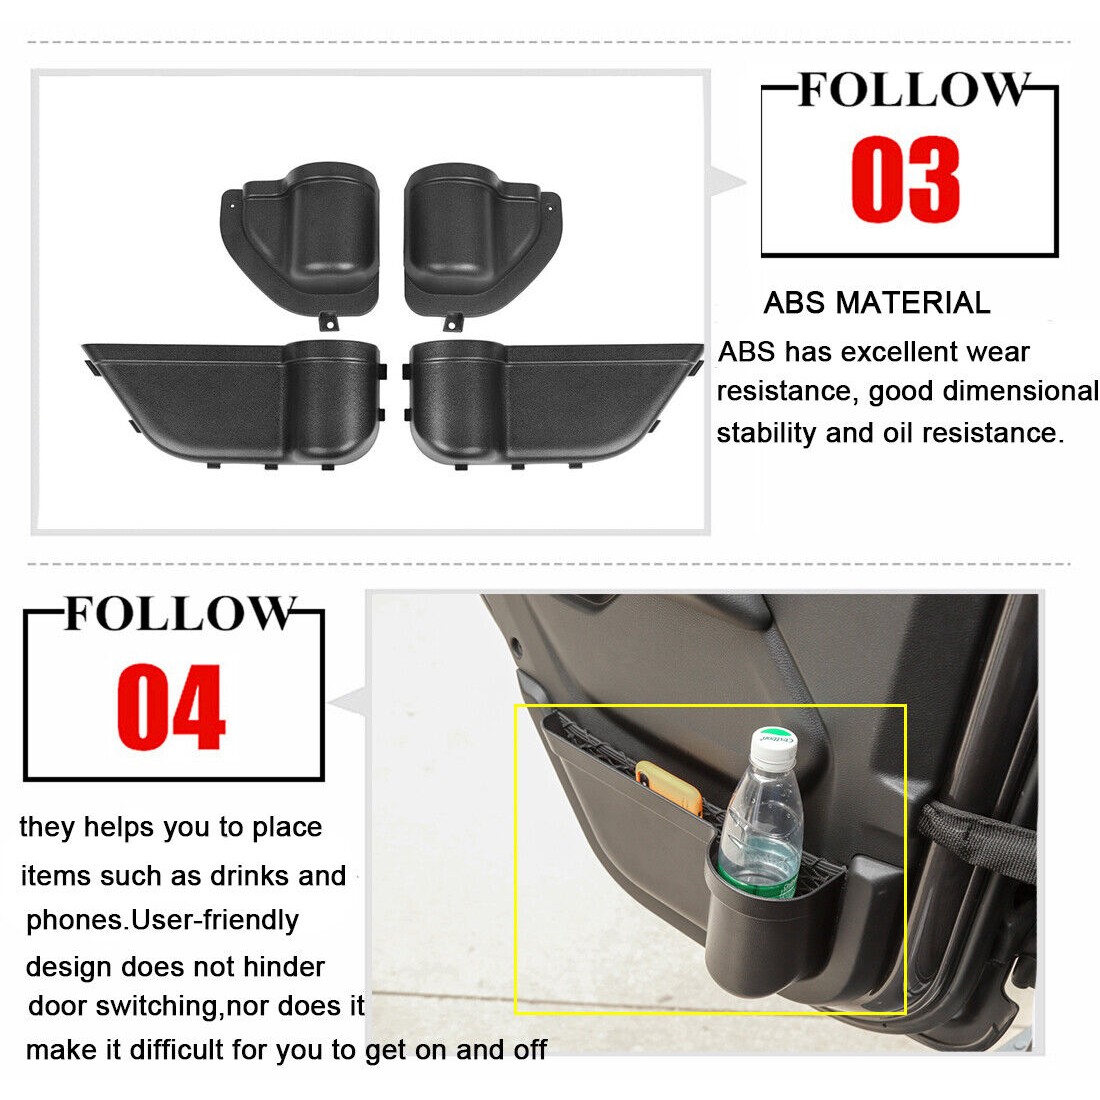 FOLLOW
03
ABS MATERIAL
ABS has excellent wear
resistance, good dimensional
stability and oil resistance.
FOLLOW
04
they helps you to place
items such as drinks and
phones.User-friendly
design does not hinder
door switching,nor does it
make it difficult for you to get on and off